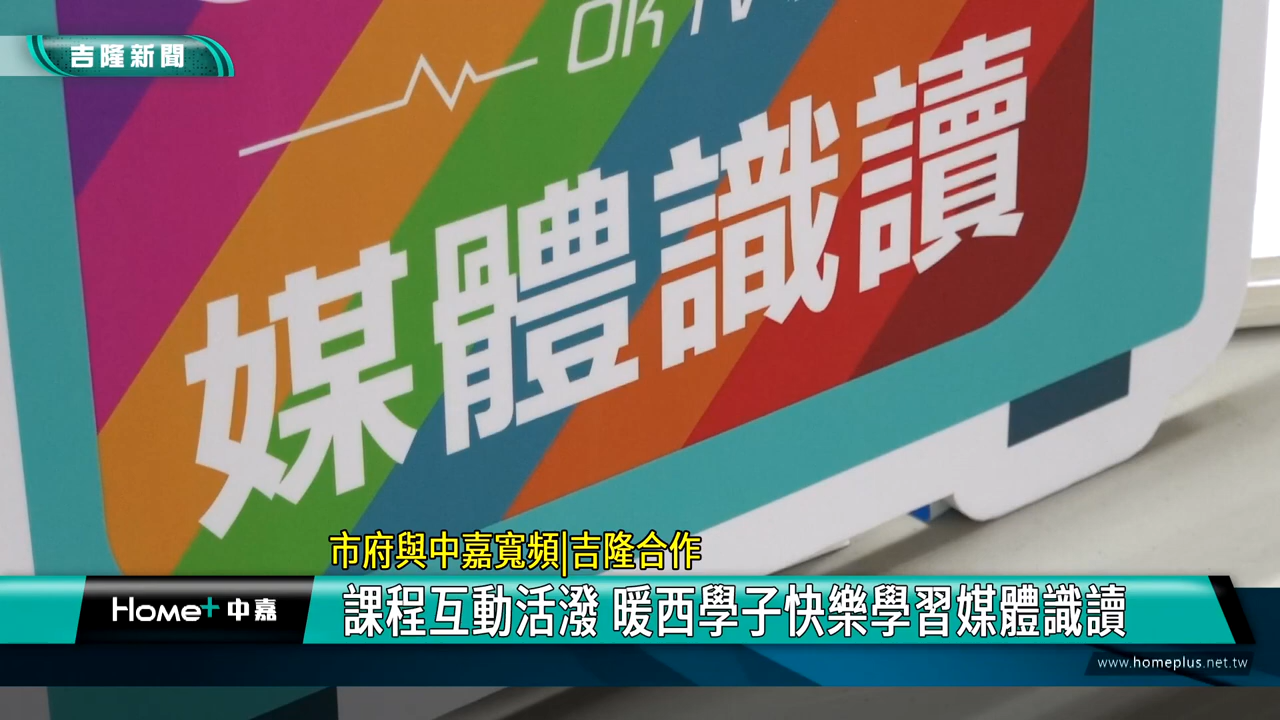 吉隆新聞
OK
媒體識讀
市府與中嘉寬頻|吉隆合作
Home+中嘉
課程互動活潑 暖西學子快樂學習媒體識讀
www.homeplus.net.tw